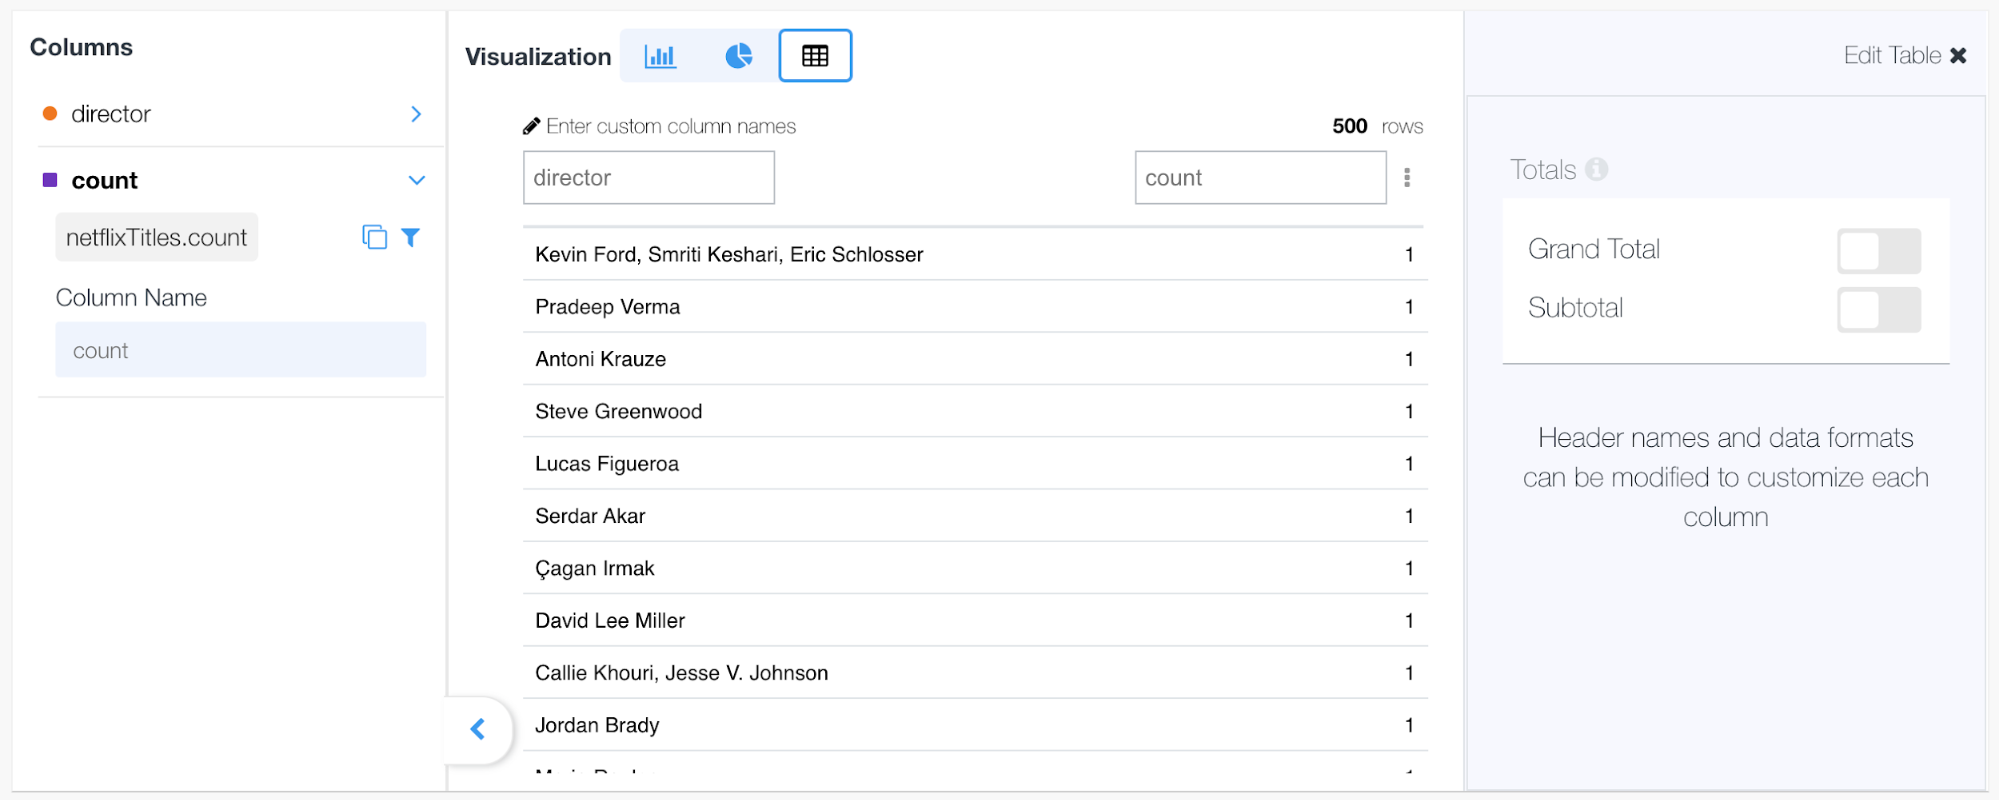 Columns
director
count
netflixTitles.count
Column Name
count
Visualization
Enter custom column names
500 rows
director count
Kevin Ford, Smriti Keshari, Eric Schlosser 1
Pradeep Verma 1
Antoni Krauze 1
Steve Greenwood 1
Lucas Figueroa 1
Serdar Akar 1
Çagan Irmak 1
David Lee Miller 1
Callie Khouri, Jesse V. Johnson 1
Jordan Brady 1
Edit Table
Totals
Grand Total
Subtotal
Header names and data formats
can be modified to customize each
column